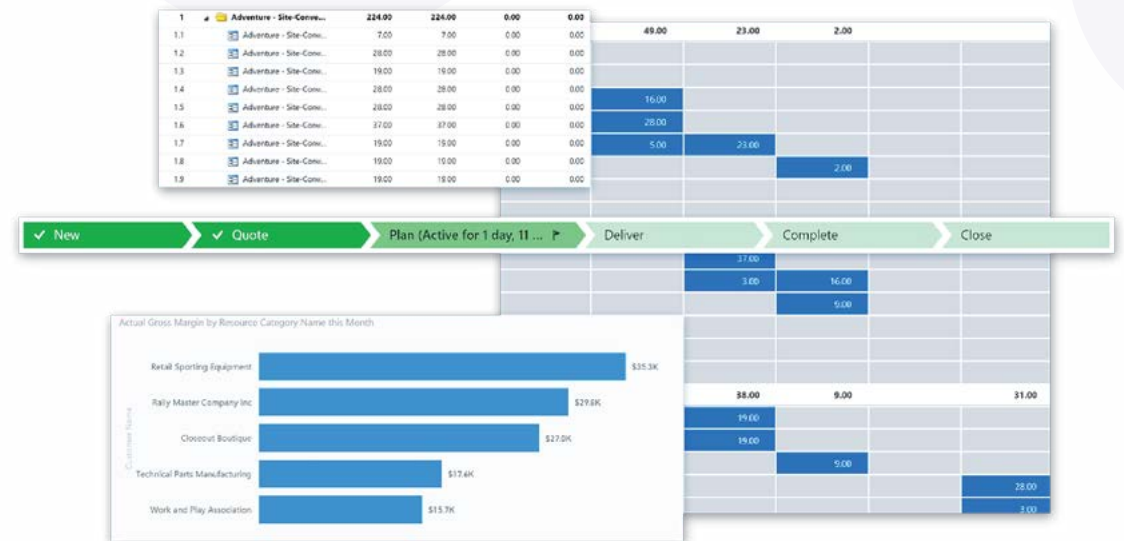 1 Adventure - Site-Conve... 224.00 224.00 0.00 0.00
1.1 Adventure - Site-Conv... 7.00 7.00 0.00 0.00
1.2 Adventure - Site-Conv... 28.00 28.00 0.00 0.00
1.3 Adventure - Site-Conv... 19.00 19.00 0.00 0.00
1.4 Adventure - Site-Conv... 28.00 28.00 0.00 0.00
1.5 Adventure - Site-Conv... 28.00 28.00 0.00 0.00
1.6 Adventure - Site-Conv... 37.00 37.00 0.00 0.00
1.7 Adventure - Site-Conv... 19.00 19.00 0.00 0.00
1.8 Adventure - Site-Conv... 19.00 19.00 0.00 0.00
1.9 Adventure - Site-Conv... 19.00 19.00 0.00 0.00
49.00 23.00 2.00
16.00
28.00
5.00 23.00
2.00
New Quote Plan (Active for 1 day, 11 ... Deliver Complete Close
37.00
3.00 16.00
9.00
38.00 9.00 31.00
19.00
19.00
9.00
28.00
3.00
Actual Gross Margin by Resource Category Name this Month
Customer Name
Retail Sporting Equipment $35.3K
Rally Master Company Inc $29.8K
Closeout Boutique $27.0K
Technical Parts Manufacturing $17.6K
Work and Play Association $15.7K